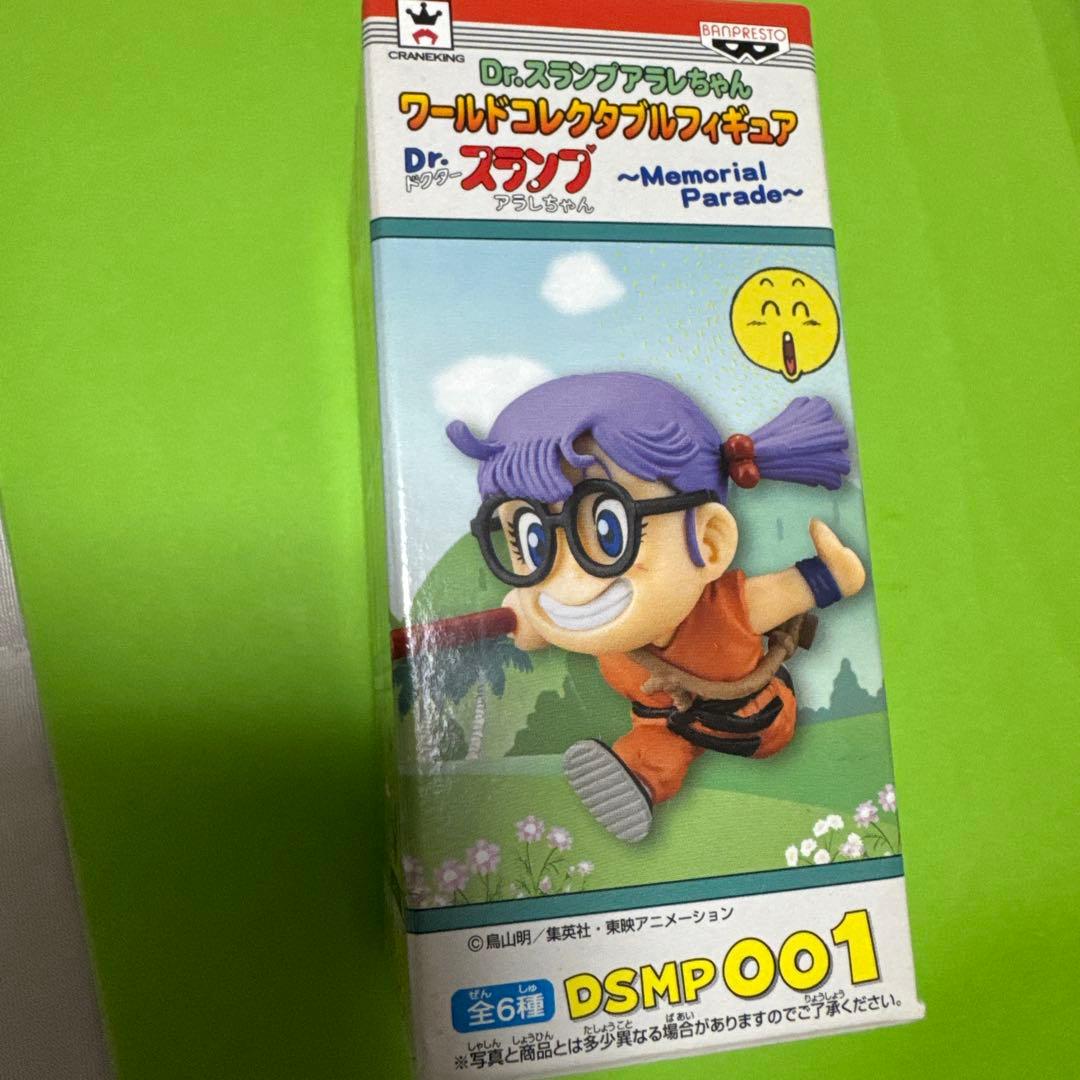 CRANEKING
BANPRESTO
Dr.スランプアラレちゃん
ワールドコレクタブルフィギュア
Dr.スランプ
ドクター
アラレちゃん
~Memorial
Parade~
©鳥山明/集英社・東映アニメーション
ぜん しゅ
全6種
DSMP001
しゃしん しょうひん たしょうこと ばあい りょうしょう
※写真と商品とは多少異なる場合がありますのでご了承ください。